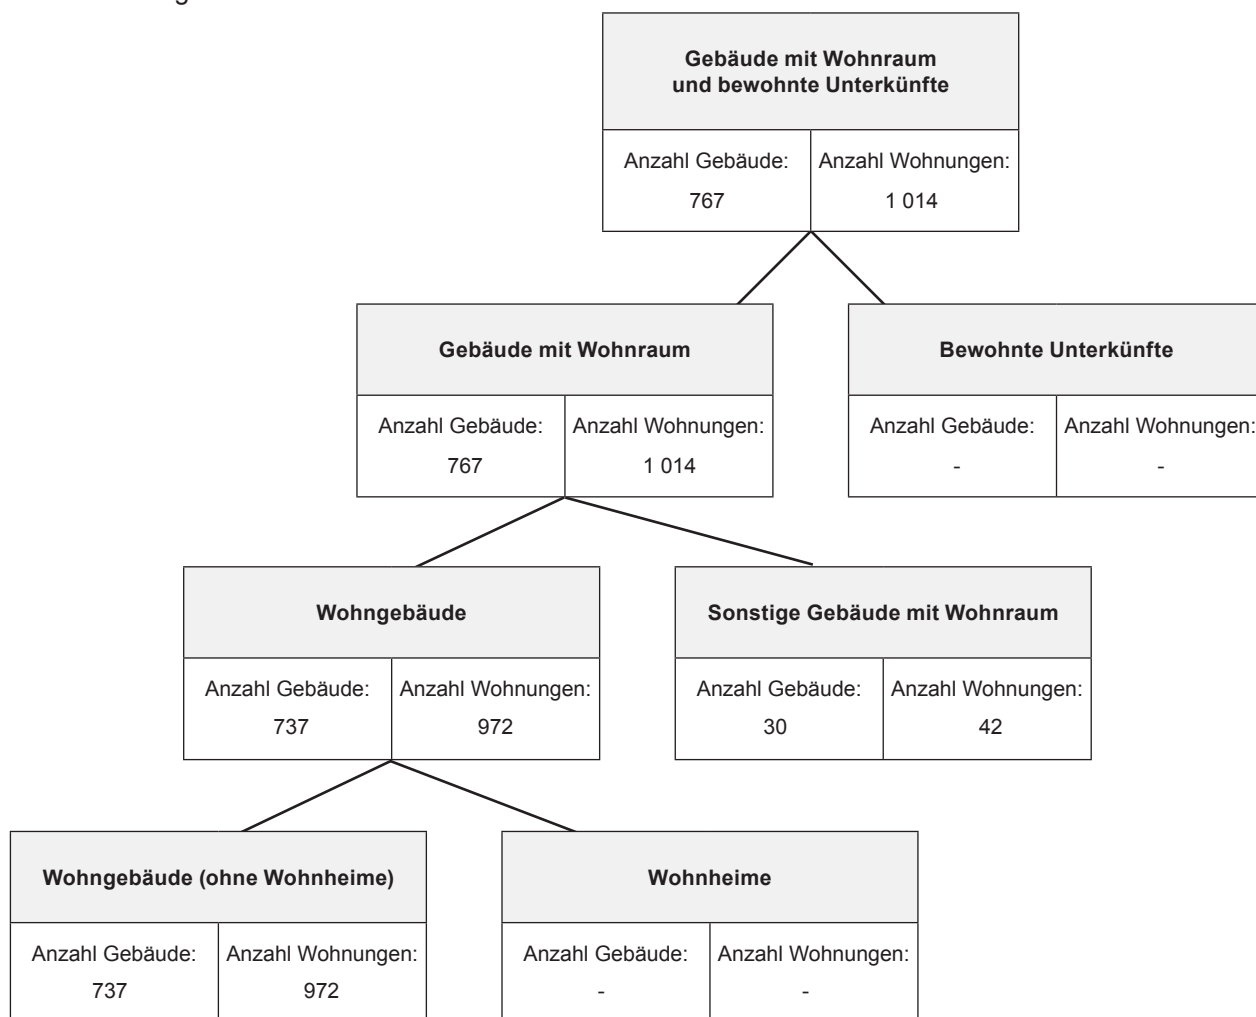 Gebäude mit Wohnraum
und bewohnte Unterkünfte
Anzahl Gebäude: Anzahl Wohnungen:
767 1 014
Gebäude mit Wohnraum
Anzahl Gebäude: Anzahl Wohnungen:
767 1 014
Bewohnte Unterkünfte
Anzahl Gebäude: Anzahl Wohnungen:
- -
Wohngebäude
Anzahl Gebäude: Anzahl Wohnungen:
737 972
Sonstige Gebäude mit Wohnraum
Anzahl Gebäude: Anzahl Wohnungen:
30 42
Wohngebäude (ohne Wohnheime)
Anzahl Gebäude: Anzahl Wohnungen:
737 972
Wohnheime
Anzahl Gebäude: Anzahl Wohnungen:
- -